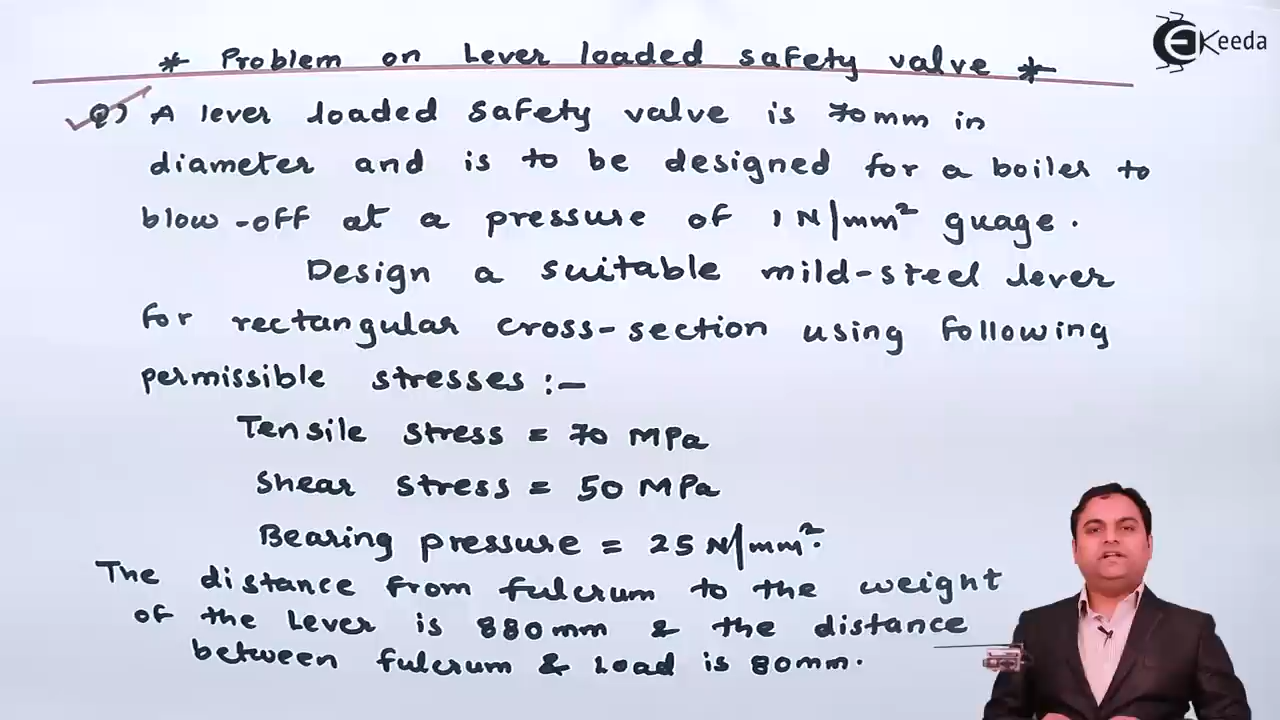 * Problem on Lever loaded safety valve *
EKeeda
Q) A lever loaded safety valve is 70mm in
diameter and is to be designed for a boiler to
blow-off at a pressure of 1 N/mm² guage.
Design a suitable mild-steel lever
for rectangular cross-section using following
permissible stresses :-
Tensile stress = 70 MPa
Shear stress = 50 MPa
Bearing pressure = 25 N/mm².
The distance from fulcrum to the weight
of the Lever is 880mm & the distance
between fulcrum & Load is 80mm.